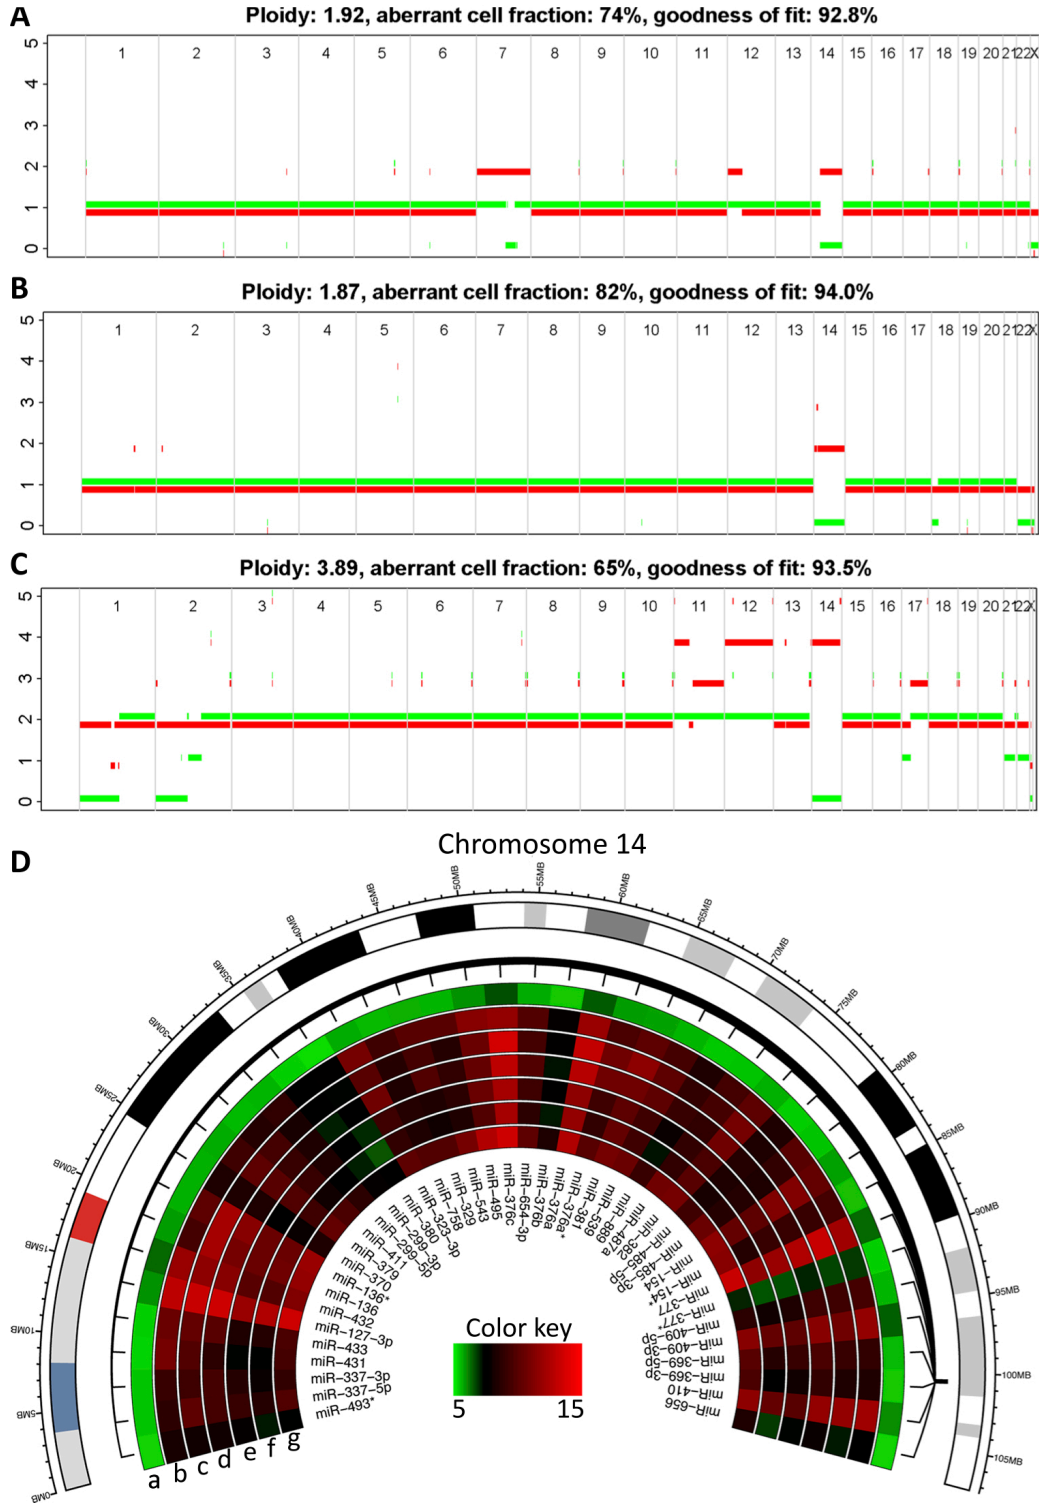 A
Ploidy: 1.92, aberrant cell fraction: 74%, goodness of fit: 92.8%
5
4
3
2
1
0
1 2 3 4 5 6 7 8 9 10 11 12 13 14 15 16 17 18 19 20 21 22 X
B
Ploidy: 1.87, aberrant cell fraction: 82%, goodness of fit: 94.0%
5
4
3
2
1
0
1 2 3 4 5 6 7 8 9 10 11 12 13 14 15 16 17 18 19 20 21 22 X
C
Ploidy: 3.89, aberrant cell fraction: 65%, goodness of fit: 93.5%
5
4
3
2
1
0
1 2 3 4 5 6 7 8 9 10 11 12 13 14 15 16 17 18 19 20 21 22 X
D
Chromosome 14
0MB
5MB
10MB
15MB
20MB
25MB
30MB
35MB
40MB
45MB
50MB
55MB
60MB
65MB
70MB
75MB
80MB
85MB
90MB
95MB
100MB
105MB
miR-493*
miR-337-5p
miR-337-3p
miR-431
miR-433
miR-127-3p
miR-432
miR-136
miR-136*
miR-370
miR-379
miR-411
miR-299-5p
miR-299-3p
miR-380
miR-323-3p
miR-758
miR-329
miR-543
miR-495
miR-376c
miR-654-3p
miR-376b
miR-376a
miR-376a*
miR-381
miR-539
miR-889
miR-487a
miR-382
miR-485-5p
miR-485-3p
miR-154
miR-154*
miR-377
miR-377*
miR-409-5p
miR-409-3p
miR-369-5p
miR-369-3p
miR-410
miR-656
Color key
5
15
a b c d e f g